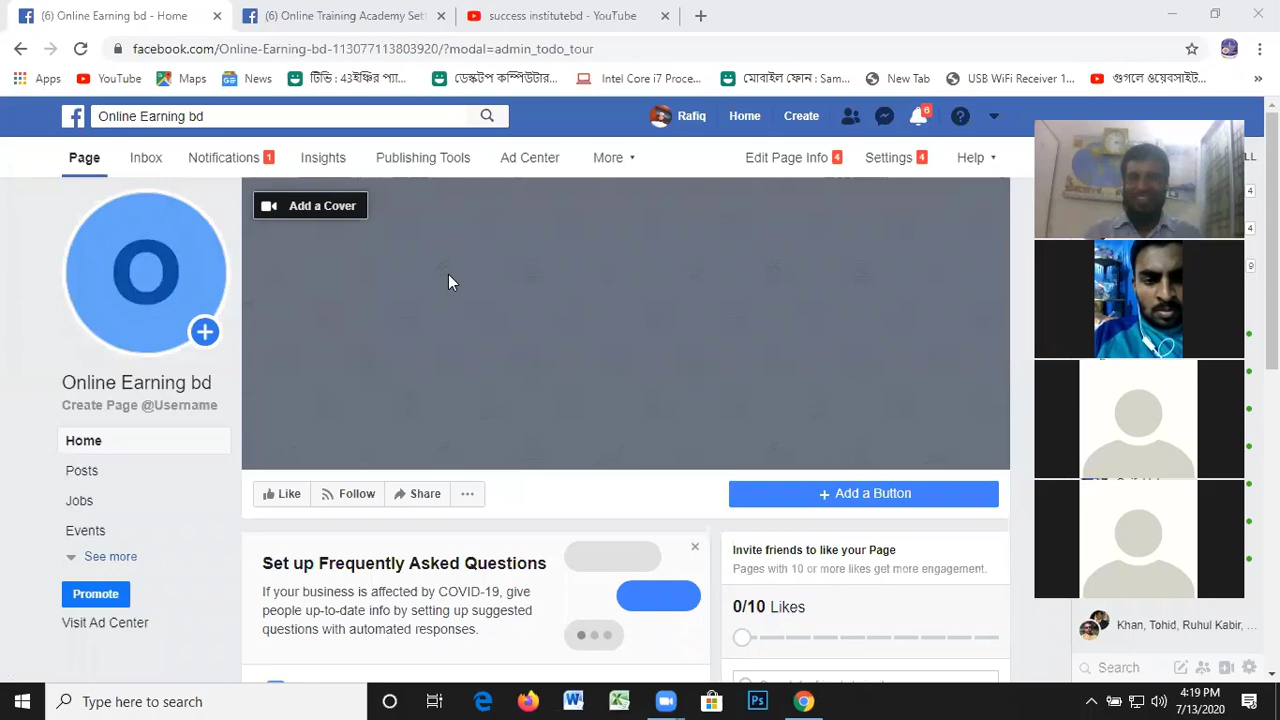 (6) Online Earning bd - Home
(6) Online Training Academy Set
success institutebd - YouTube
facebook.com/Online-Earning-bd-113077113803920/?modal=admin_todo_tour
Apps
YouTube
Maps
News
টিভি : 43ইঞ্চির প্যা...
ডেস্কটপ কম্পিউটার...
Intel Core i7 Proce...
মোবাইল ফোন : Sam...
New Tab
USB WiFi Receiver 1...
গুগলে ওয়েবসাইট...
»
Online Earning bd
Rafiq
Home
Create
6
Page
Inbox
Notifications 1
Insights
Publishing Tools
Ad Center
More
Edit Page Info 4
Settings 4
Help
LL
4
4
9
Add a Cover
O
Online Earning bd
Create Page @Username
Home
Posts
Jobs
Events
See more
Promote
Visit Ad Center
Like
Follow
Share
...
+ Add a Button
Set up Frequently Asked Questions
If your business is affected by COVID-19, give
people up-to-date info by setting up suggested
questions with automated responses.
Invite friends to like your Page
Pages with 10 or more likes get more engagement.
0/10 Likes
Khan, Tohid, Ruhul Kabir, ...
Search
Type here to search
4:19 PM
7/13/2020